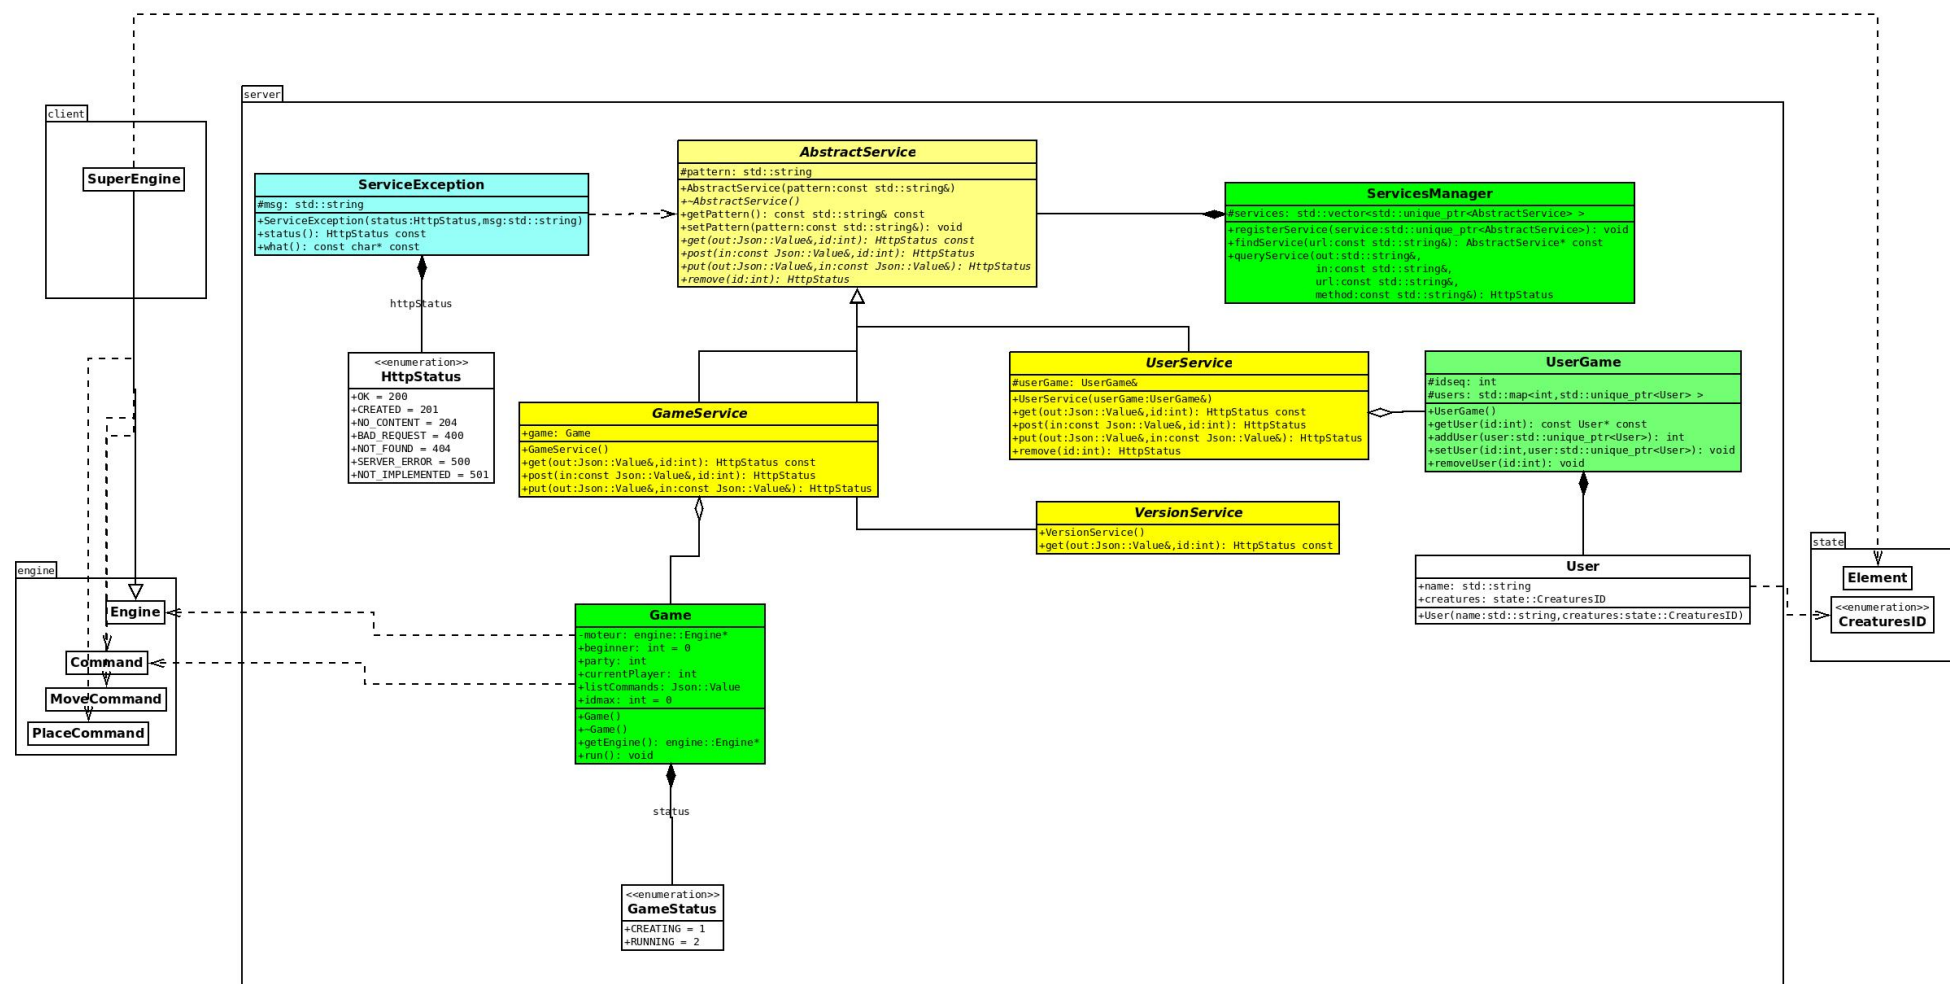 client
SuperEngine
server
ServiceException
#msg: std::string
+ServiceException(status:HttpStatus,msg:std::string)
+status(): HttpStatus const
+what(): const char* const
httpStatus
<<enumeration>>
HttpStatus
+OK = 200
+CREATED = 201
+NO_CONTENT = 204
+BAD_REQUEST = 400
+NOT_FOUND = 404
+SERVER_ERROR = 500
+NOT_IMPLEMENTED = 501
AbstractService
#pattern: std::string
+AbstractService(pattern:const std::string&)
+~AbstractService()
+getPattern(): const std::string& const
+setPattern(pattern:const std::string&): void
+get(out:Json::Value&,id:int): HttpStatus const
+post(in:const Json::Value&,id:int): HttpStatus
+put(out:Json::Value&,in:const Json::Value&): HttpStatus
+remove(id:int): HttpStatus
ServicesManager
#services: std::vector<std::unique_ptr<AbstractService> >
+registerService(service:std::unique_ptr<AbstractService>): void
+findService(url:const std::string&): AbstractService* const
+queryService(out:std::string&,
in:const std::string&,
url:const std::string&,
method:const std::string&): HttpStatus
GameService
+game: Game
+GameService()
+get(out:Json::Value&,id:int): HttpStatus const
+post(in:const Json::Value&,id:int): HttpStatus
+put(out:Json::Value&,in:const Json::Value&): HttpStatus
UserService
#userGame: UserGame&
+UserService(userGame:UserGame&)
+get(out:Json::Value&,id:int): HttpStatus const
+post(in:const Json::Value&,id:int): HttpStatus
+put(out:Json::Value&,in:const Json::Value&): HttpStatus
+remove(id:int): HttpStatus
UserGame
#idseq: int
#users: std::map<int,std::unique_ptr<User> >
+UserGame()
+getUser(id:int): const User* const
+addUser(user:std::unique_ptr<User>): int
+setUser(id:int,user:std::unique_ptr<User>): void
+removeUser(id:int): void
VersionService
+VersionService()
+get(out:Json::Value&,id:int): HttpStatus const
User
+name: std::string
+creatures: state::CreaturesID
+User(name:std::string,creatures:state::CreaturesID)
state
Element
<<enumeration>>
CreaturesID
engine
Engine
Command
MoveCommand
PlaceCommand
Game
-moteur: engine::Engine*
+beginner: int = 0
+party: int
+currentPlayer: int
+listCommands: Json::Value
+idmax: int = 0
+Game()
+~Game()
+getEngine(): engine::Engine*
+run(): void
status
<<enumeration>>
GameStatus
+CREATING = 1
+RUNNING = 2